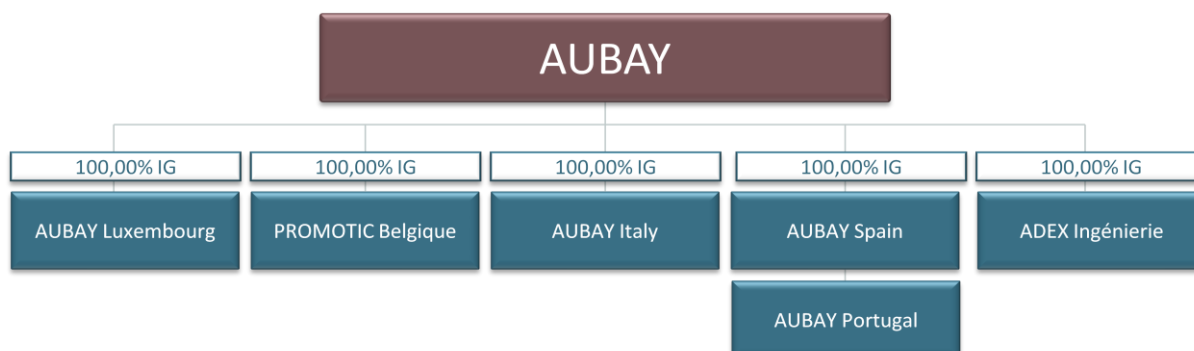 AUBAY
100,00% IG
100,00% IG
100,00% IG
100,00% IG
100,00% IG
AUBAY Luxembourg
PROMOTIC Belgique
AUBAY Italy
AUBAY Spain
ADEX Ingénierie
AUBAY Portugal